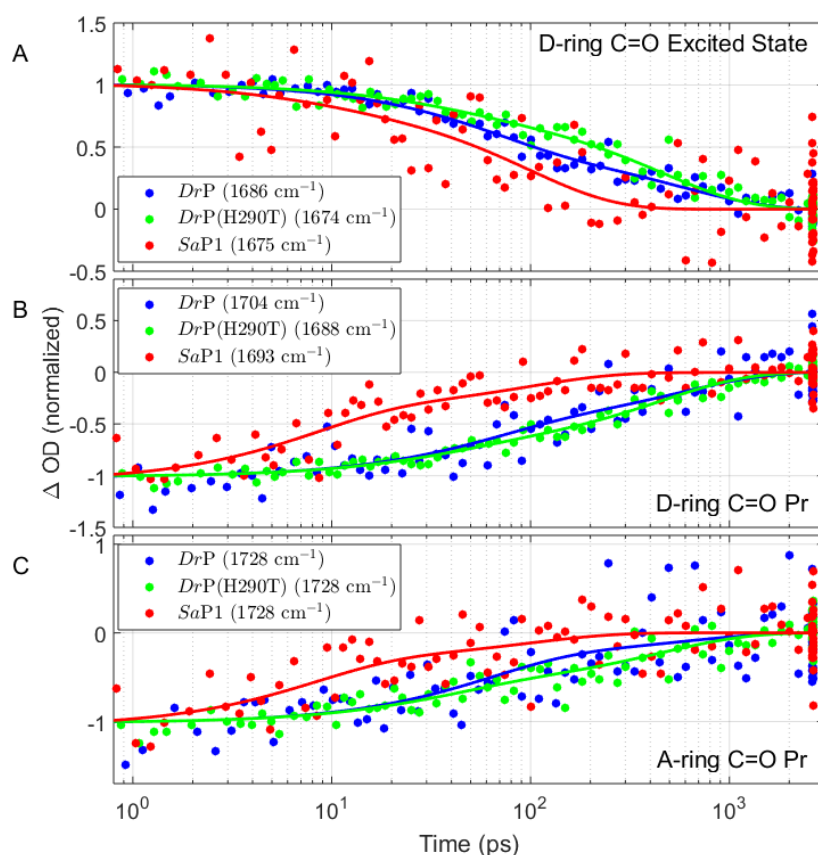 A
D-ring C=O Excited State
1.5
1
0.5
0
-0.5
DrP (1686 cm⁻¹)
DrP(H290T) (1674 cm⁻¹)
SaP1 (1675 cm⁻¹)
B
DrP (1704 cm⁻¹)
DrP(H290T) (1688 cm⁻¹)
SaP1 (1693 cm⁻¹)
0.5
0
-0.5
-1
-1.5
D-ring C=O Pr
Δ OD (normalized)
C
DrP (1728 cm⁻¹)
DrP(H290T) (1728 cm⁻¹)
SaP1 (1728 cm⁻¹)
1
0
-1
A-ring C=O Pr
10⁰
10¹
10²
10³
Time (ps)